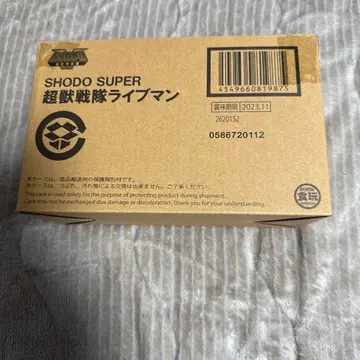 SHODO
SUPER
SHODO SUPER
超獣戦隊ライブマン
4549660819875
賞味期限 2023.11
2620152
0586720112
本ケースは、商品輸送用の保護梱包材です。
本ケースは、つぶれ、汚れ等による交換は出来ません。ご了承ください。
This case is used solely for the purpose of protecting product during shipment.
Case may not be exchanged due damage or discoloration. Thank you for your understanding.
BANDAI
食玩